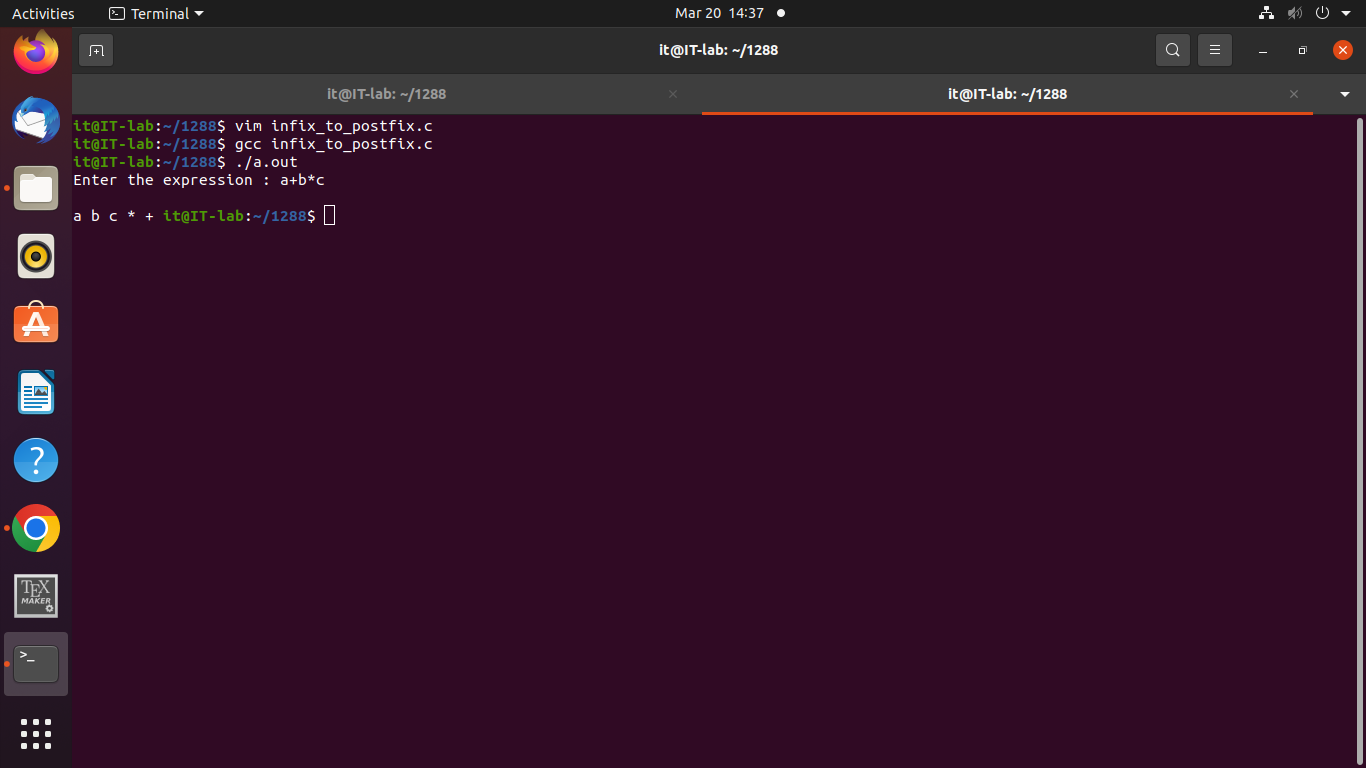 Activities Terminal Mar 20 14:37
it@IT-lab: ~/1288
it@IT-lab: ~/1288 it@IT-lab: ~/1288
it@IT-lab:~/1288$ vim infix_to_postfix.c
it@IT-lab:~/1288$ gcc infix_to_postfix.c
it@IT-lab:~/1288$ ./a.out
Enter the expression : a+b*c
a b c * + it@IT-lab:~/1288$
?
TEX
MAKER
>_